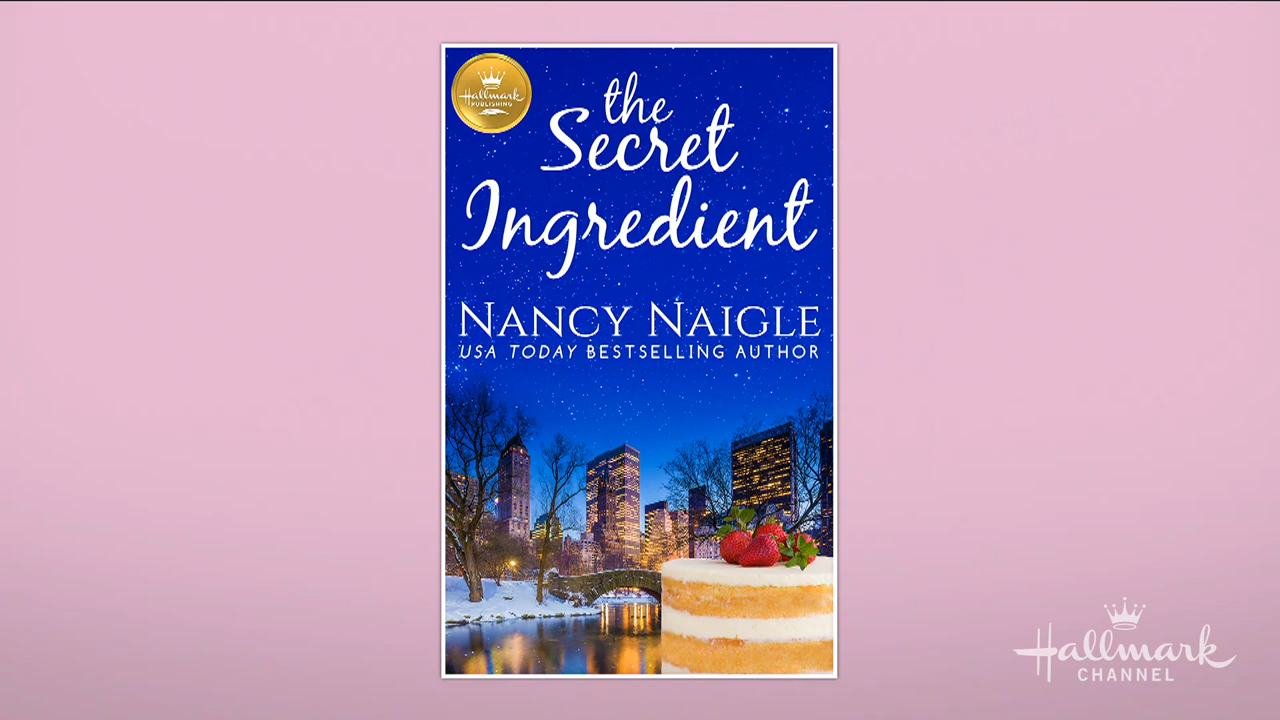 Hallmark
PUBLISHING
the
Secret
Ingredient
NANCY NAIGLE
USA TODAY BESTSELLING AUTHOR
Hallmark
CHANNEL